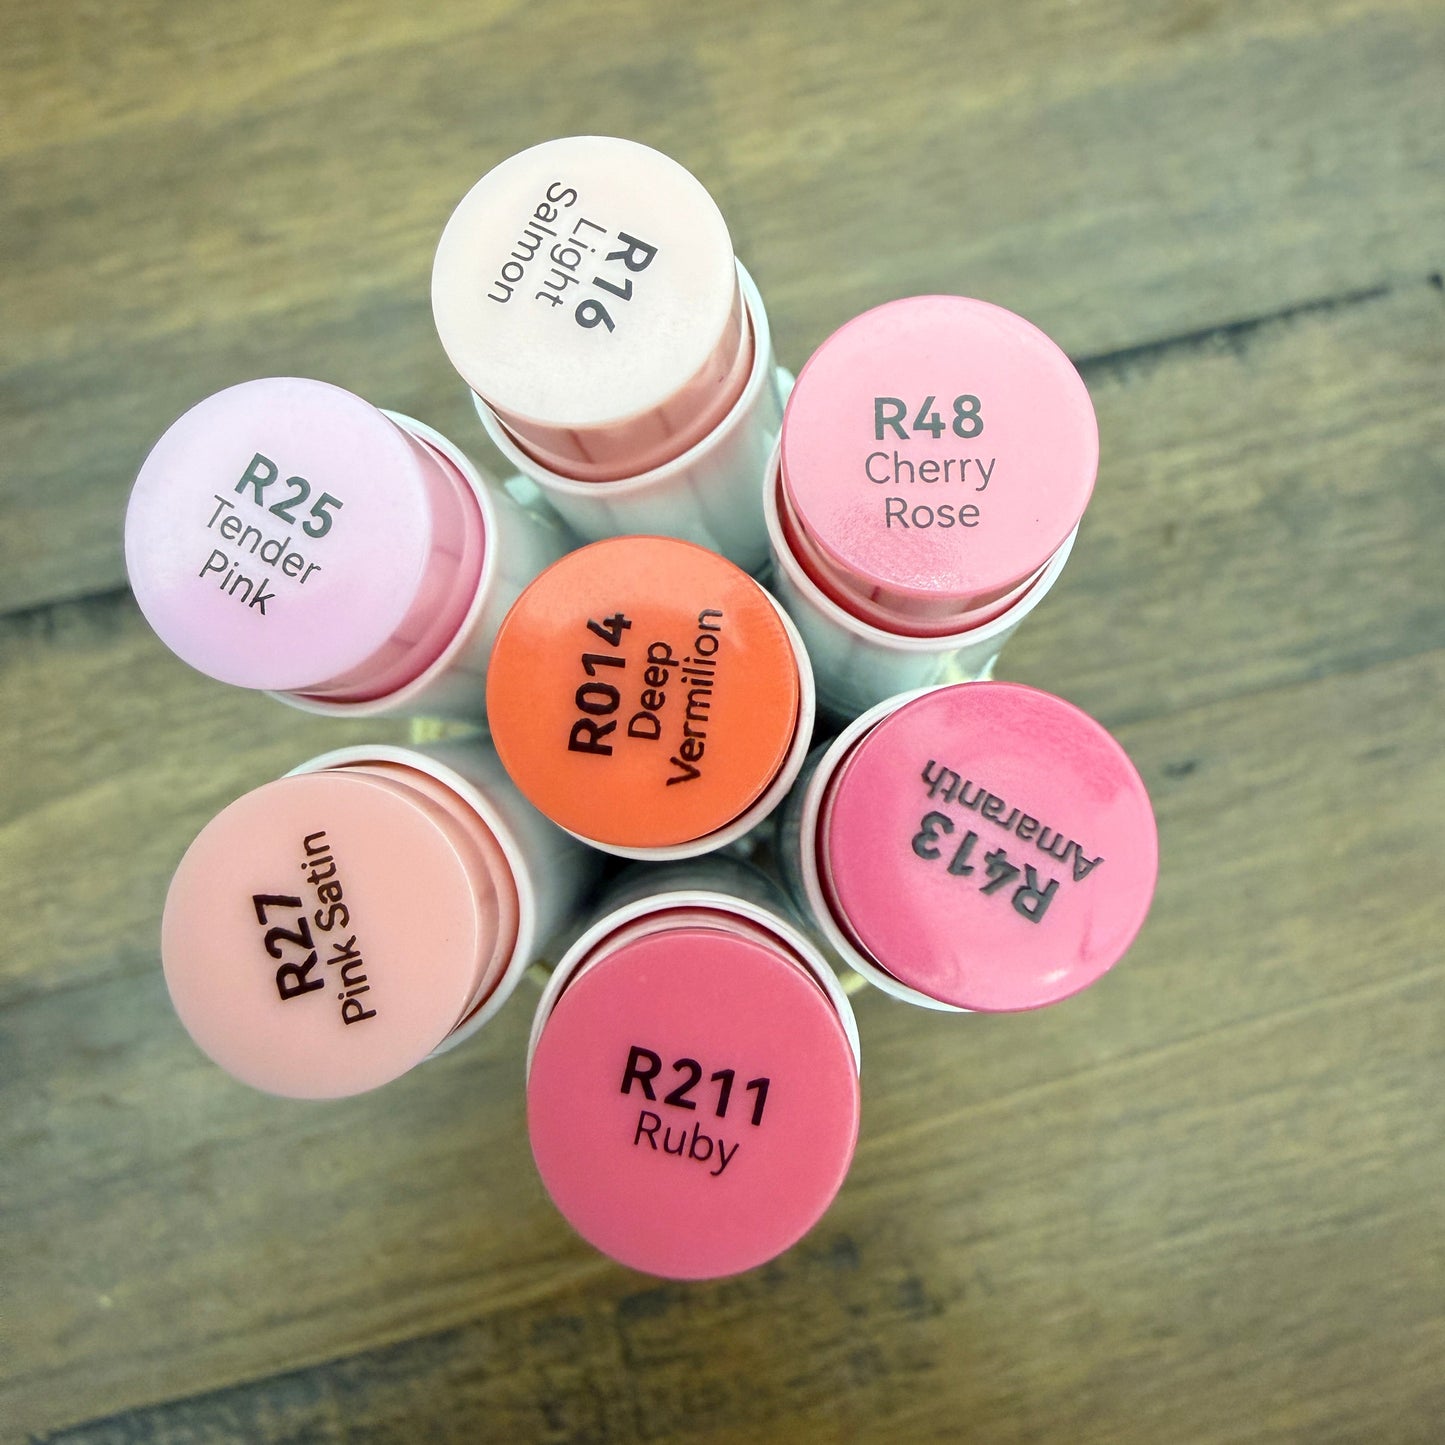 R16
Light
Salmon
R48
Cherry
Rose
R25
Tender
Pink
R014
Deep
Vermilion
R413
Amaranth
R27
Pink Satin
R211
Ruby